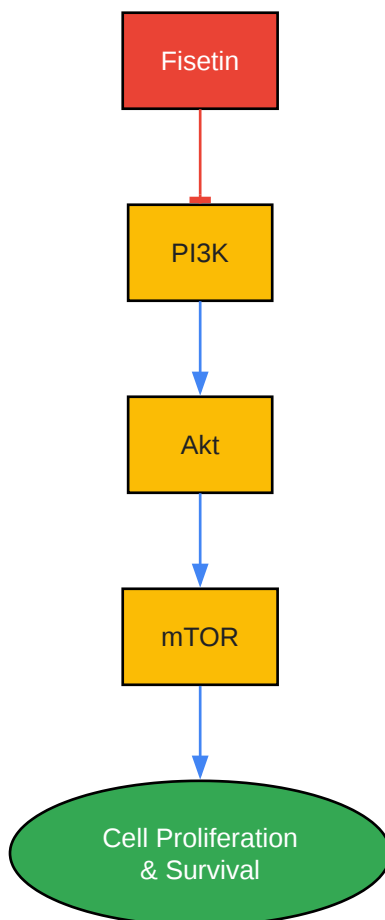 Fisetin
PI3K
Akt
mTOR
Cell Proliferation
& Survival